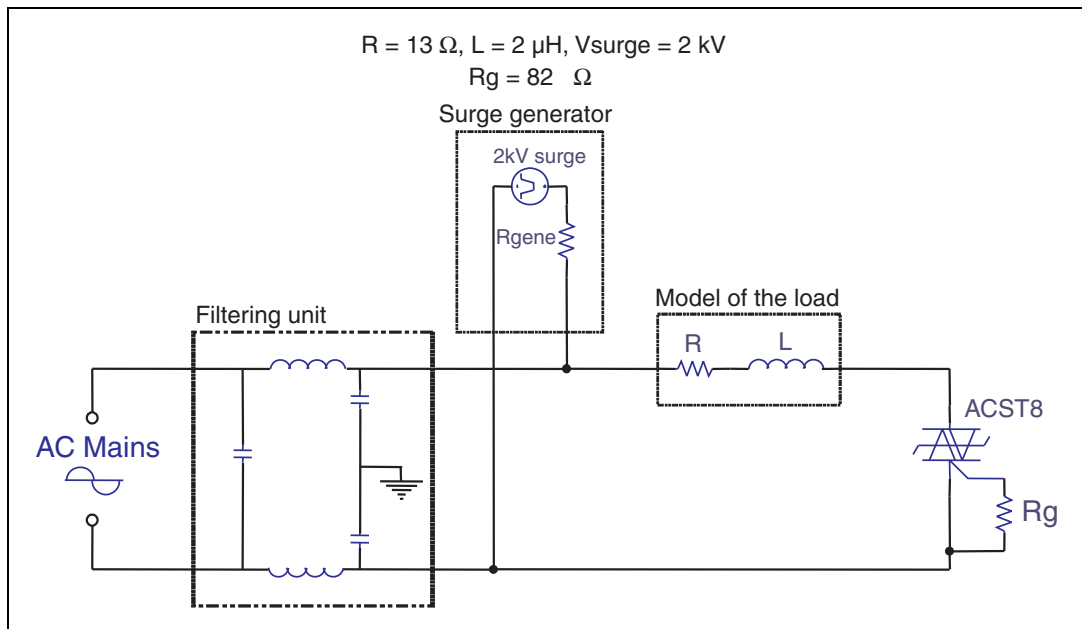 R = 13 Ω, L = 2 µH, Vsurge = 2 kV
Rg = 82 Ω
Surge generator
2kV surge
Rgene
Model of the load
Filtering unit
R
L
ACST8
AC Mains
Rg